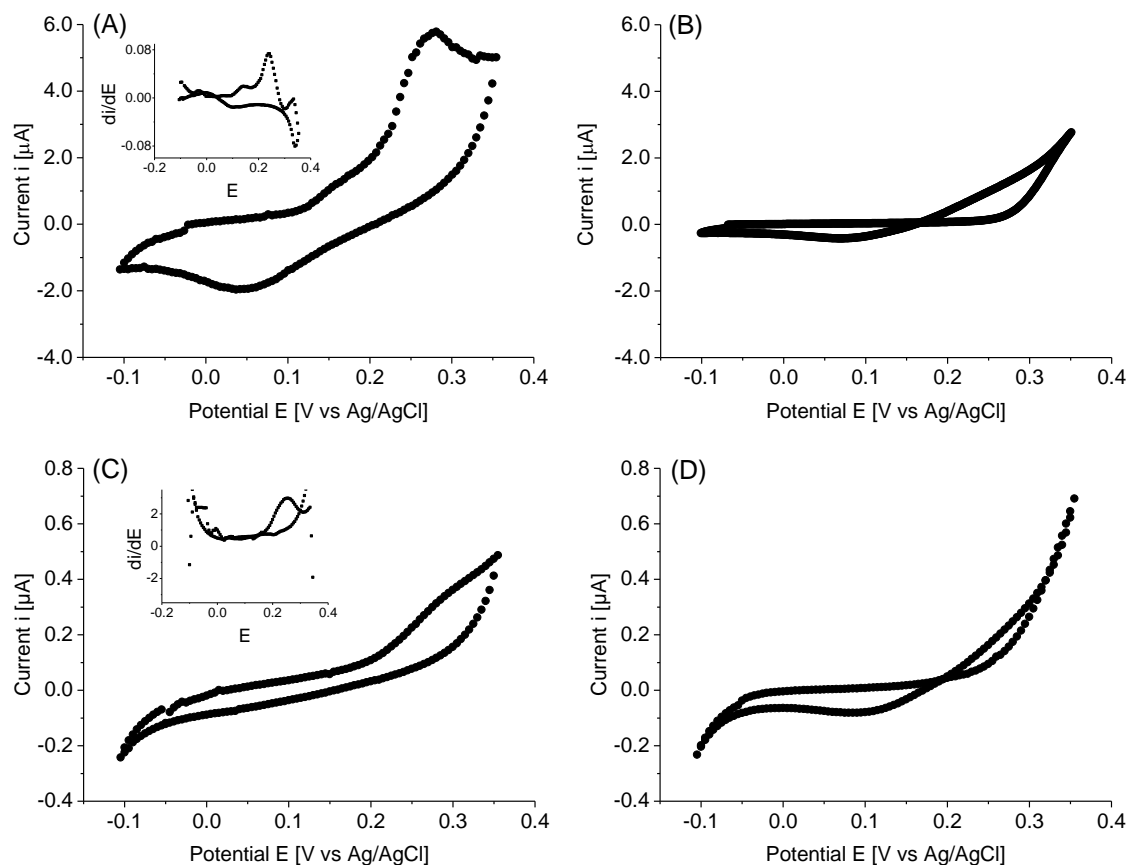 (A)
6.0
4.0
2.0
0.0
-2.0
-4.0
-0.1 0.0 0.1 0.2 0.3 0.4
Current i [µA]
Potential E [V vs Ag/AgCl]
0.08
0.00
-0.08
-0.2 0.0 0.2 0.4
di/dE
E
(B)
6.0
4.0
2.0
0.0
-2.0
-4.0
-0.1 0.0 0.1 0.2 0.3 0.4
Current i [µA]
Potential E [V vs Ag/AgCl]
(C)
0.8
0.6
0.4
0.2
0.0
-0.2
-0.4
-0.1 0.0 0.1 0.2 0.3 0.4
Current i [µA]
Potential E [V vs Ag/AgCl]
2
0
-2
-0.2 0.0 0.2 0.4
di/dE
E
(D)
0.8
0.6
0.4
0.2
0.0
-0.2
-0.4
-0.1 0.0 0.1 0.2 0.3 0.4
Current i [µA]
Potential E [V vs Ag/AgCl]